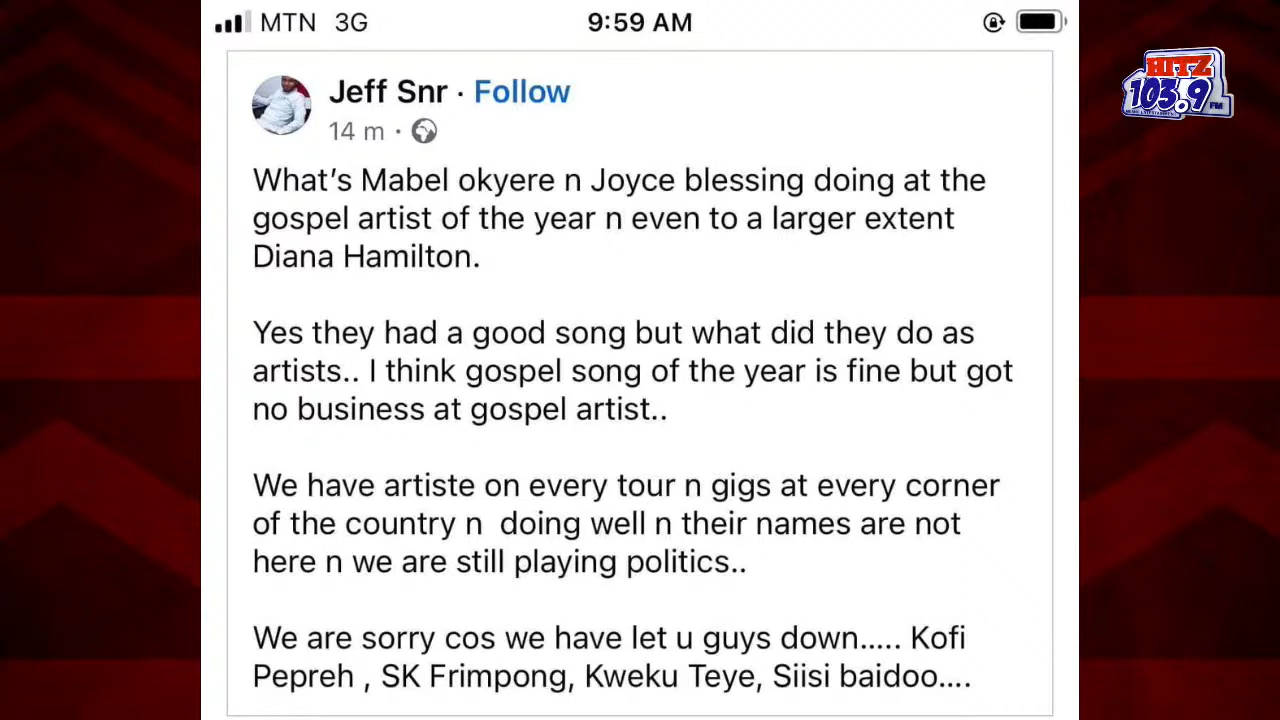 MTN 3G 9:59 AM
HITZ
103.9 FM
Jeff Snr · Follow
14 m ·
What's Mabel okyere n Joyce blessing doing at the
gospel artist of the year n even to a larger extent
Diana Hamilton.
Yes they had a good song but what did they do as
artists.. I think gospel song of the year is fine but got
no business at gospel artist..
We have artiste on every tour n gigs at every corner
of the country n  doing well n their names are not
here n we are still playing politics..
We are sorry cos we have let u guys down..... Kofi
Pepreh , SK Frimpong, Kweku Teye, Siisi baidoo....